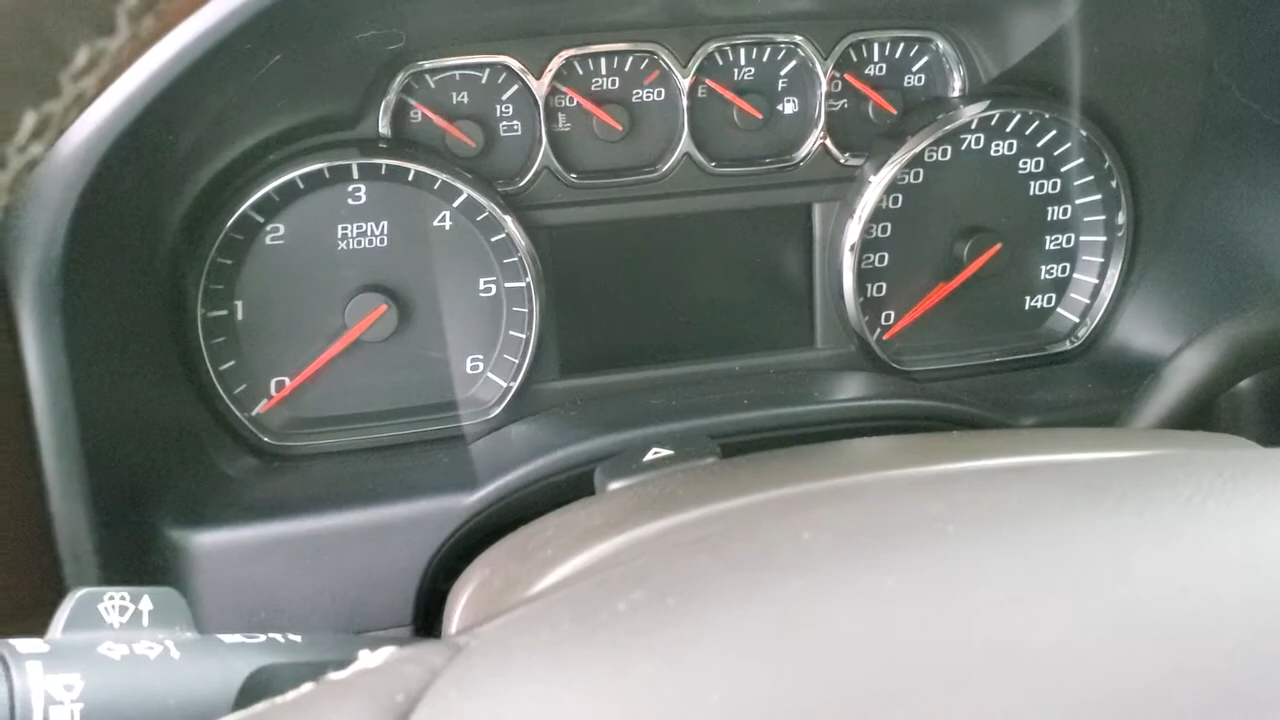 9 14 19
160 210 260
E 1/2 F
40 80
0 1 2 3 4 5 6
RPM
x1000
0 10 20 30 40 50 60 70 80 90 100 110 120 130 140